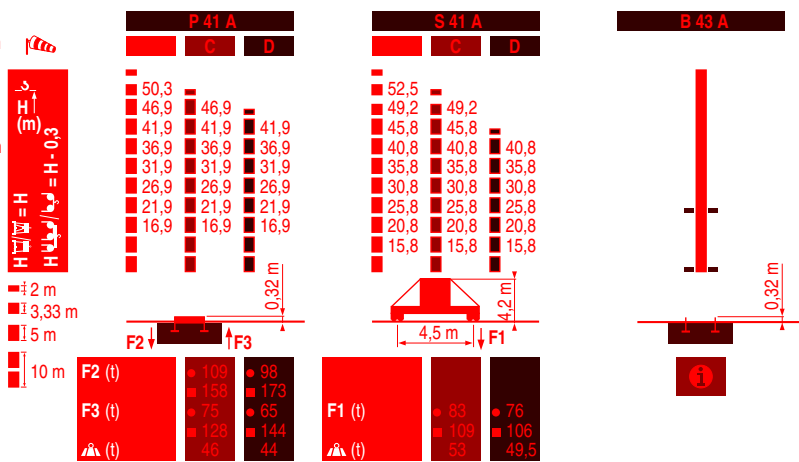 P 41 A
S 41 A
B 43 A
C D
C D
H
(m)
H = H
H = H - 0,3
50,3
46,9 46,9
41,9 41,9 41,9
36,9 36,9 36,9
31,9 31,9 31,9
26,9 26,9 26,9
21,9 21,9 21,9
16,9 16,9 16,9
52,5
49,2 49,2
45,8 45,8
40,8 40,8 40,8
35,8 35,8 35,8
30,8 30,8 30,8
25,8 25,8 25,8
20,8 20,8 20,8
15,8 15,8 15,8
2 m
3,33 m
5 m
10 m
0,32 m
F2 F3
4,2 m
4,5 m
F1
0,32 m
i
F2 (t) 109 98
158 173
F3 (t) 75 65
128 144
(t) 46 44
F1 (t) 83 76
109 106
(t) 53 49,5